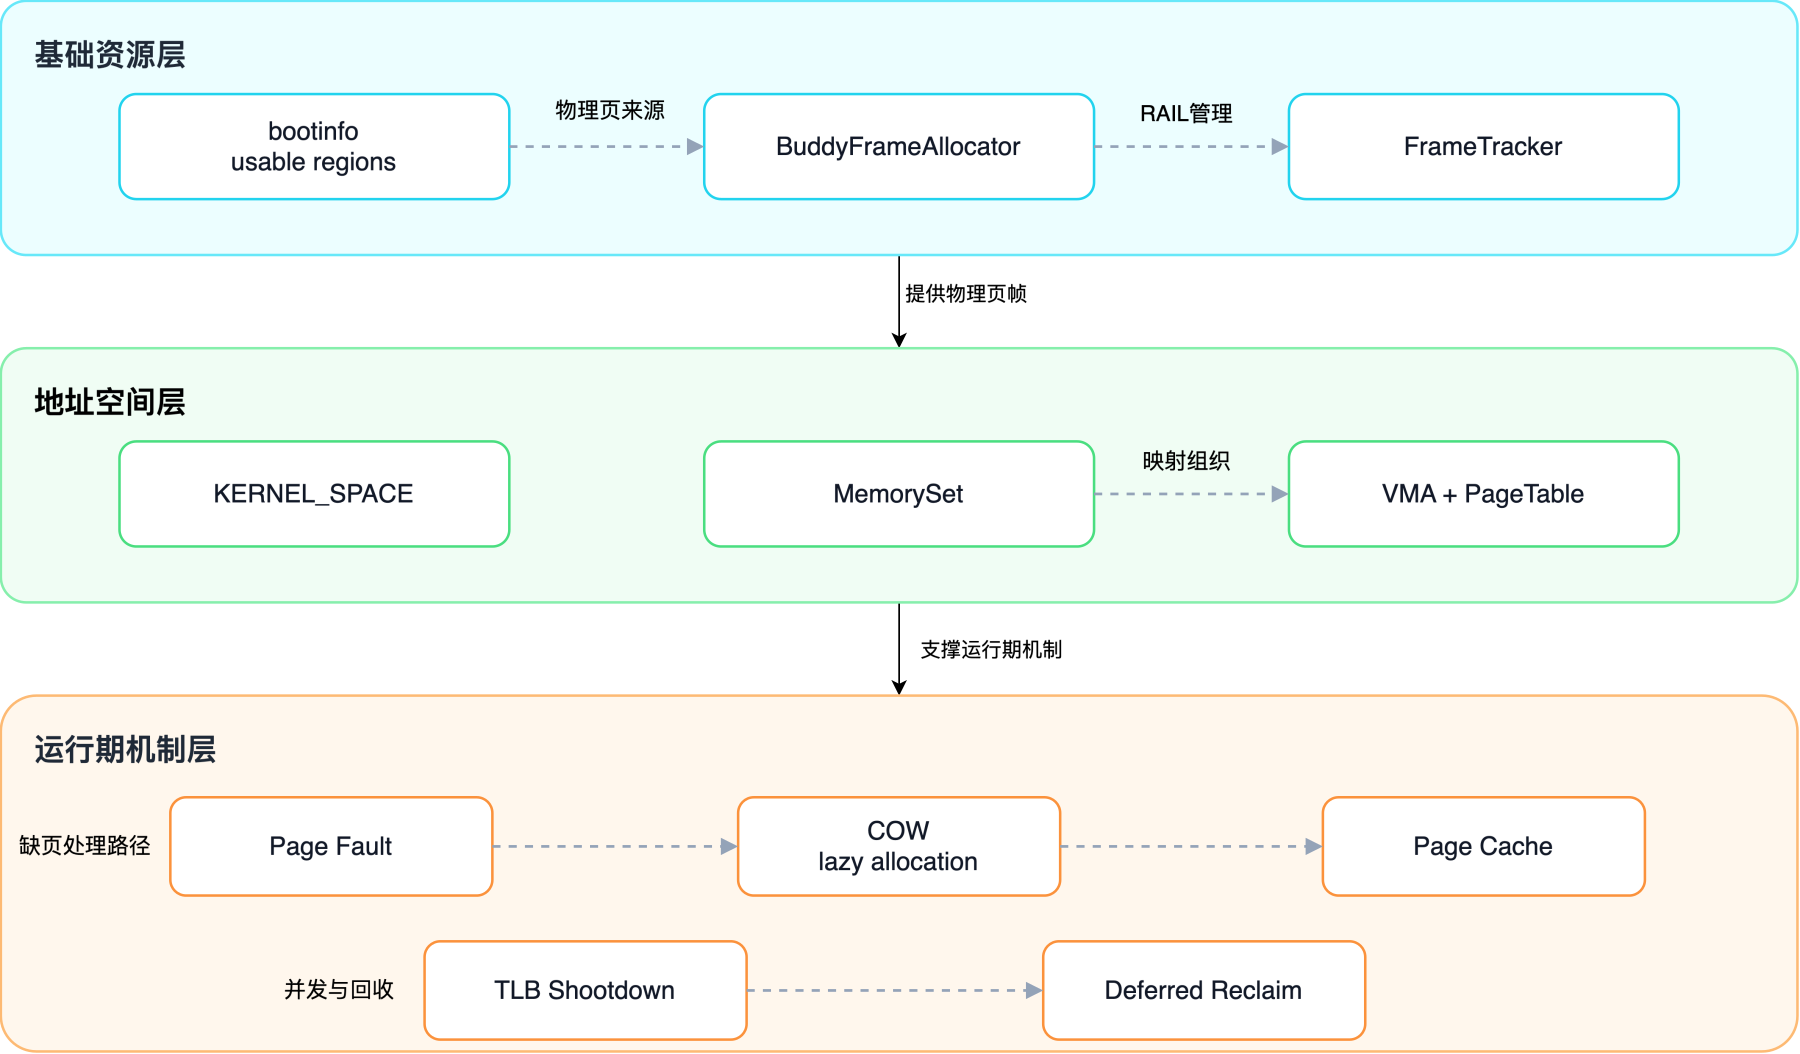 基础资源层
bootinfo
usable regions
物理页来源
BuddyFrameAllocator
RAIL管理
FrameTracker
提供物理页帧
地址空间层
KERNEL_SPACE
MemorySet
映射组织
VMA + PageTable
支撑运行期机制
运行期机制层
缺页处理路径
Page Fault
COW
lazy allocation
Page Cache
并发与回收
TLB Shootdown
Deferred Reclaim